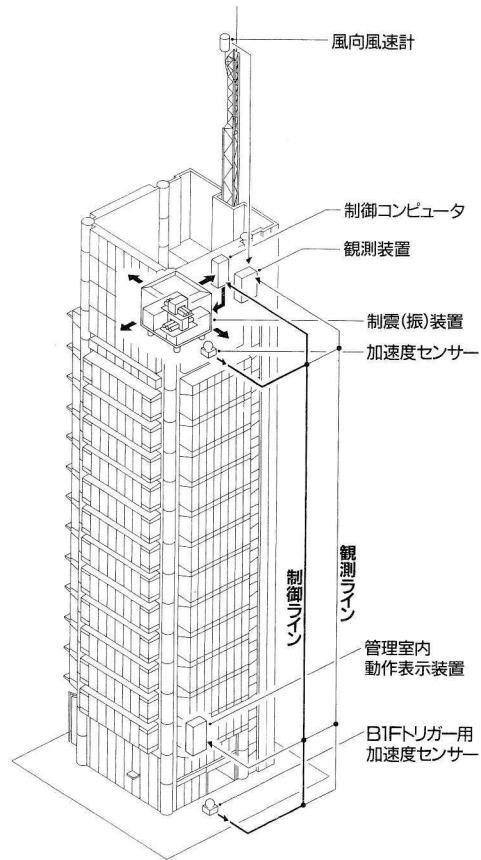 風向風速計
制御コンピュータ
観測装置
制震(振)装置
加速度センサー
観測ライン
制御ライン
管理室内
動作表示装置
B1Fトリガー用
加速度センサー